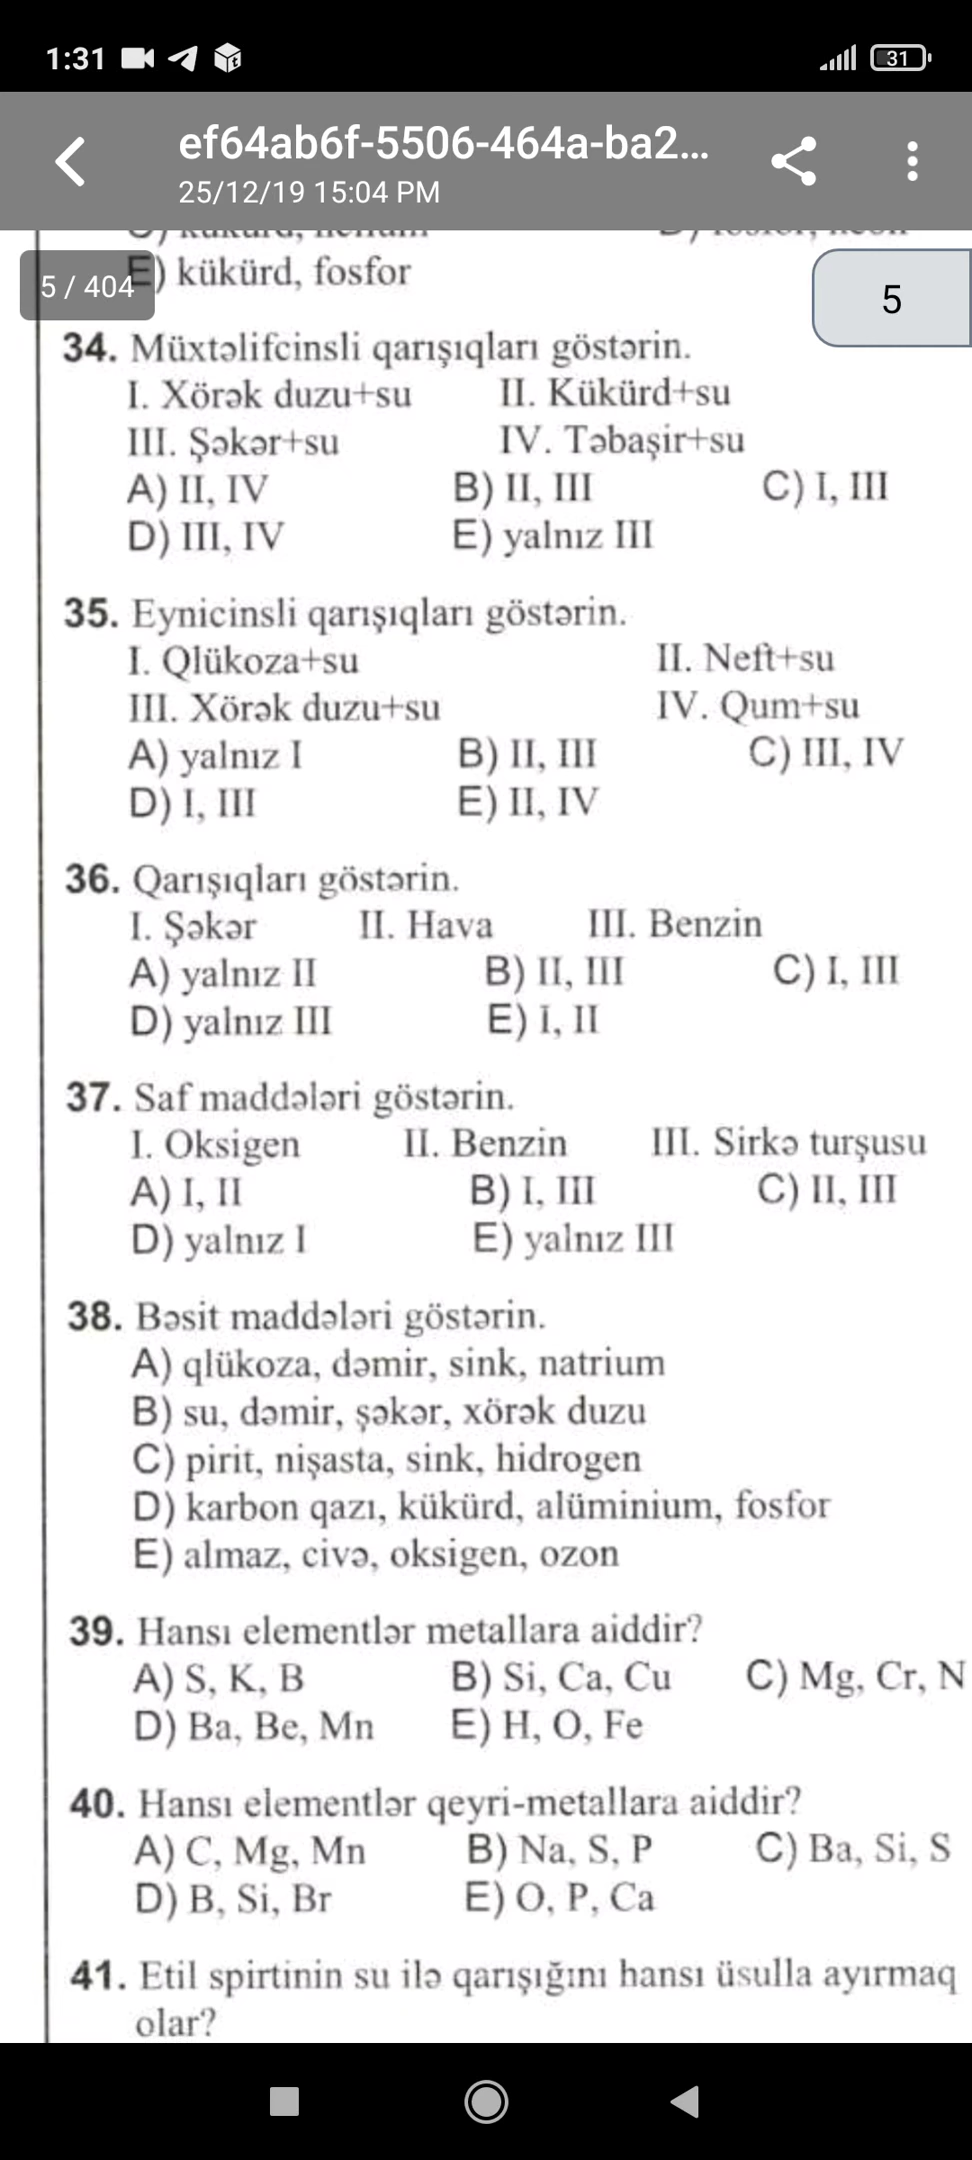 1:31
31
ef64ab6f-5506-464a-ba2...
25/12/19 15:04 PM
5 / 404
E) kükürd, fosfor
5
34. Müxtəlifcinsli qarışıqları göstərin.
I. Xörək duzu+su II. Kükürd+su
III. Şəkər+su IV. Təbaşir+su
A) II, IV B) II, III C) I, III
D) III, IV E) yalnız III
35. Eynicinsli qarışıqları göstərin.
I. Qlükoza+su II. Neft+su
III. Xörək duzu+su IV. Qum+su
A) yalnız I B) II, III C) III, IV
D) I, III E) II, IV
36. Qarışıqları göstərin.
I. Şəkər II. Hava III. Benzin
A) yalnız II B) II, III C) I, III
D) yalnız III E) I, II
37. Saf maddələri göstərin.
I. Oksigen II. Benzin III. Sirkə turşusu
A) I, II B) I, III C) II, III
D) yalnız I E) yalnız III
38. Bəsit maddələri göstərin.
A) qlükoza, dəmir, sink, natrium
B) su, dəmir, şəkər, xörək duzu
C) pirit, nişasta, sink, hidrogen
D) karbon qazı, kükürd, alüminium, fosfor
E) almaz, civə, oksigen, ozon
39. Hansı elementlər metallara aiddir?
A) S, K, B B) Si, Ca, Cu C) Mg, Cr, N
D) Ba, Be, Mn E) H, O, Fe
40. Hansı elementlər qeyri-metallara aiddir?
A) C, Mg, Mn B) Na, S, P C) Ba, Si, S
D) B, Si, Br E) O, P, Ca
41. Etil spirtinin su ilə qarışığını hansı üsulla ayırmaq
olar?